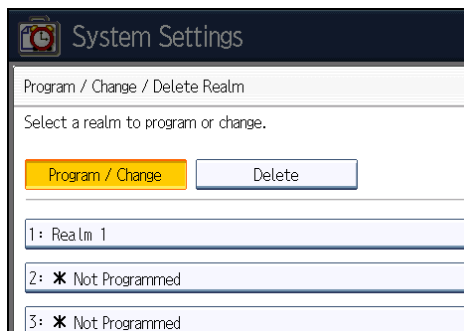 System Settings
Program / Change / Delete Realm
Select a realm to program or change.
Program / Change Delete
1: Realm 1
2: * Not Programmed
3: * Not Programmed